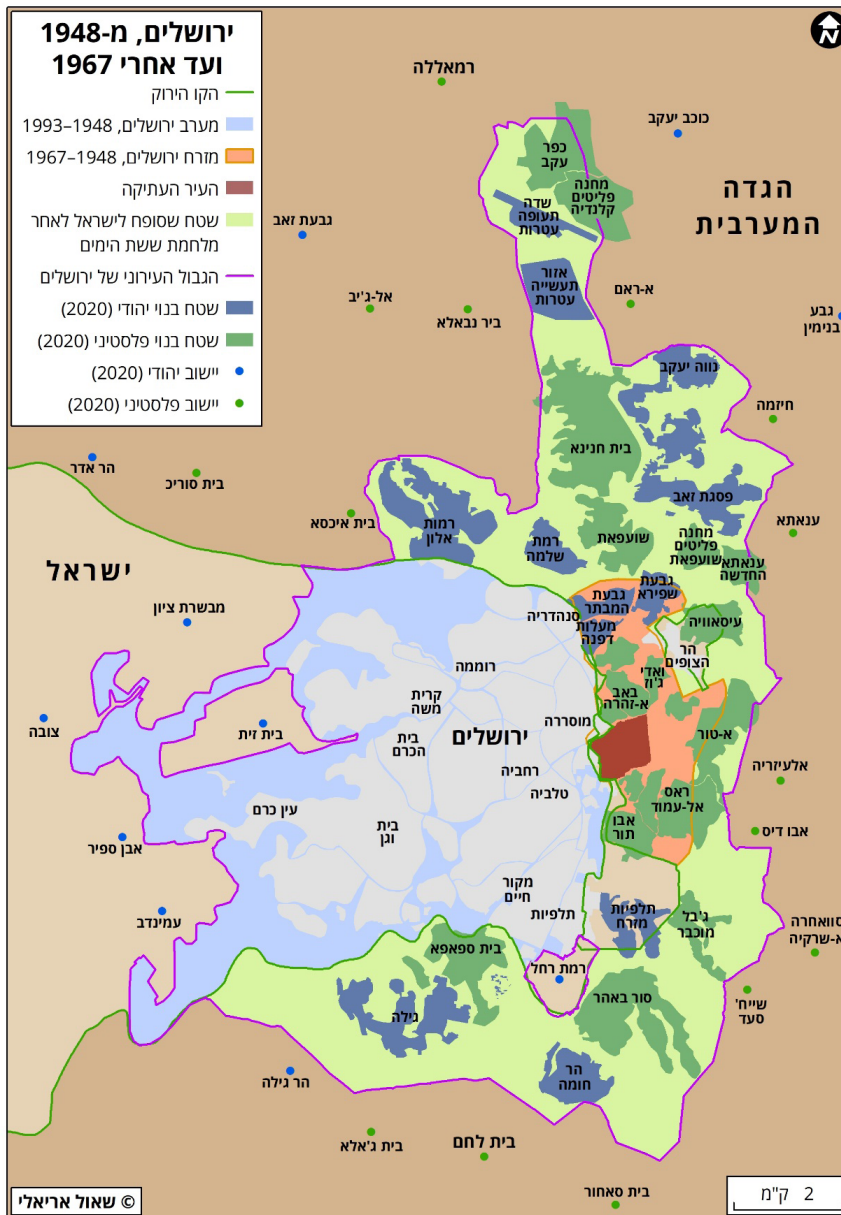 ירושלים, מ-1948
ועד אחרי 1967
הקו הירוק
מערב ירושלים, 1948–1993
מזרח ירושלים, 1948–1967
העיר העתיקה
שטח שסופח לישראל לאחר
מלחמת ששת הימים
הגבול העירוני של ירושלים
שטח בנוי יהודי (2020)
שטח בנוי פלסטיני (2020)
יישוב יהודי (2020)
יישוב פלסטיני (2020)
N
רמאללה
כוכב יעקב
כפר
עקב
מחנה
פליטים
קלנדיה
הגדה
המערבית
שדה
תעופה
עטרות
גבעת זאב
אזור
תעשייה
עטרות
א-ראם
אל-ג'יב
ביר נבאלא
גבע
בנימין
נווה יעקב
חיזמה
בית חנינא
הר אדר
בית סוריכ
פסגת זאב
בית איכסא
רמות
אלון
רמת
שלמה
שועפאת
מחנה
פליטים
שועפאת
ענאתא
ענאתא
החדשה
ישראל
גבעת
שפירא
גבעת
המבתר
מעלות
דפנה
סנהדריה
עיסאוויה
מבשרת ציון
הר
הצופים
רוממה
ואדי
ג'וז
קרית
משה
באב
א-זהרה
צובה
בית זית
מוסררה
ירושלים
בית
הכרם
א-טור
רחביה
אלעיזריה
טלביה
ראס
אל-עמוד
עין כרם
אבו
תור
אבו דיס
אבן ספיר
בית
וגן
מקור
חיים
עמינדב
תלפיות
תלפיות
מזרח
ג'בל
מוכבר
סוואחרה
א-שרקיה
בית ספאפא
רמת רחל
שייח'
סעד
גילה
סור באהר
הר גילה
הר
חומה
בית ג'אלא
בית לחם
בית סאחור
2 ק"מ
© שאול אריאלי